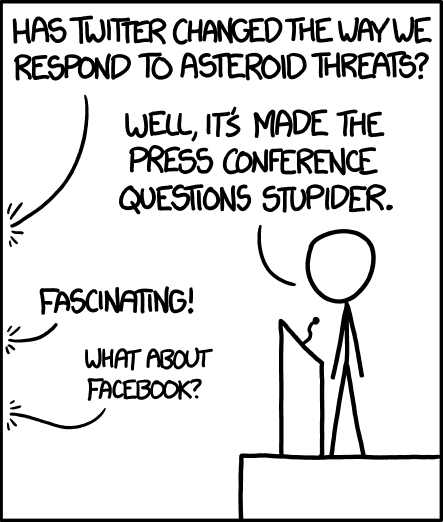 HAS TWITTER CHANGED THE WAY WE
RESPOND TO ASTEROID THREATS?
WELL, IT'S MADE THE
PRESS CONFERENCE
QUESTIONS STUPIDER.
FASCINATING!
WHAT ABOUT
FACEBOOK?